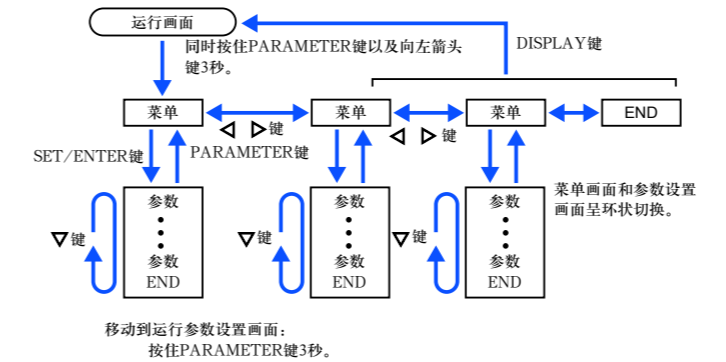 运行画面
同时按住PARAMETER键以及向左箭头
键3秒。
DISPLAY键
菜单
菜单
菜单
END
键
键
SET/ENTER键
PARAMETER键
参数
参数
END
键
参数
参数
END
键
参数
参数
END
键
菜单画面和参数设置
画面呈环状切换。
移动到运行参数设置画面：
按住PARAMETER键3秒。